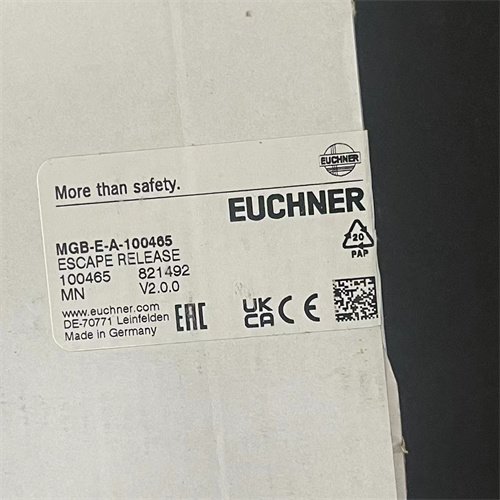 EUCHNER
More than safety.
EUCHNER
MGB-E-A-100465
ESCAPE RELEASE
100465 821492
MN V2.0.0
www.euchner.com
DE-70771 Leinfelden
Made in Germany
EAC
UK
CA CE
20
PAP